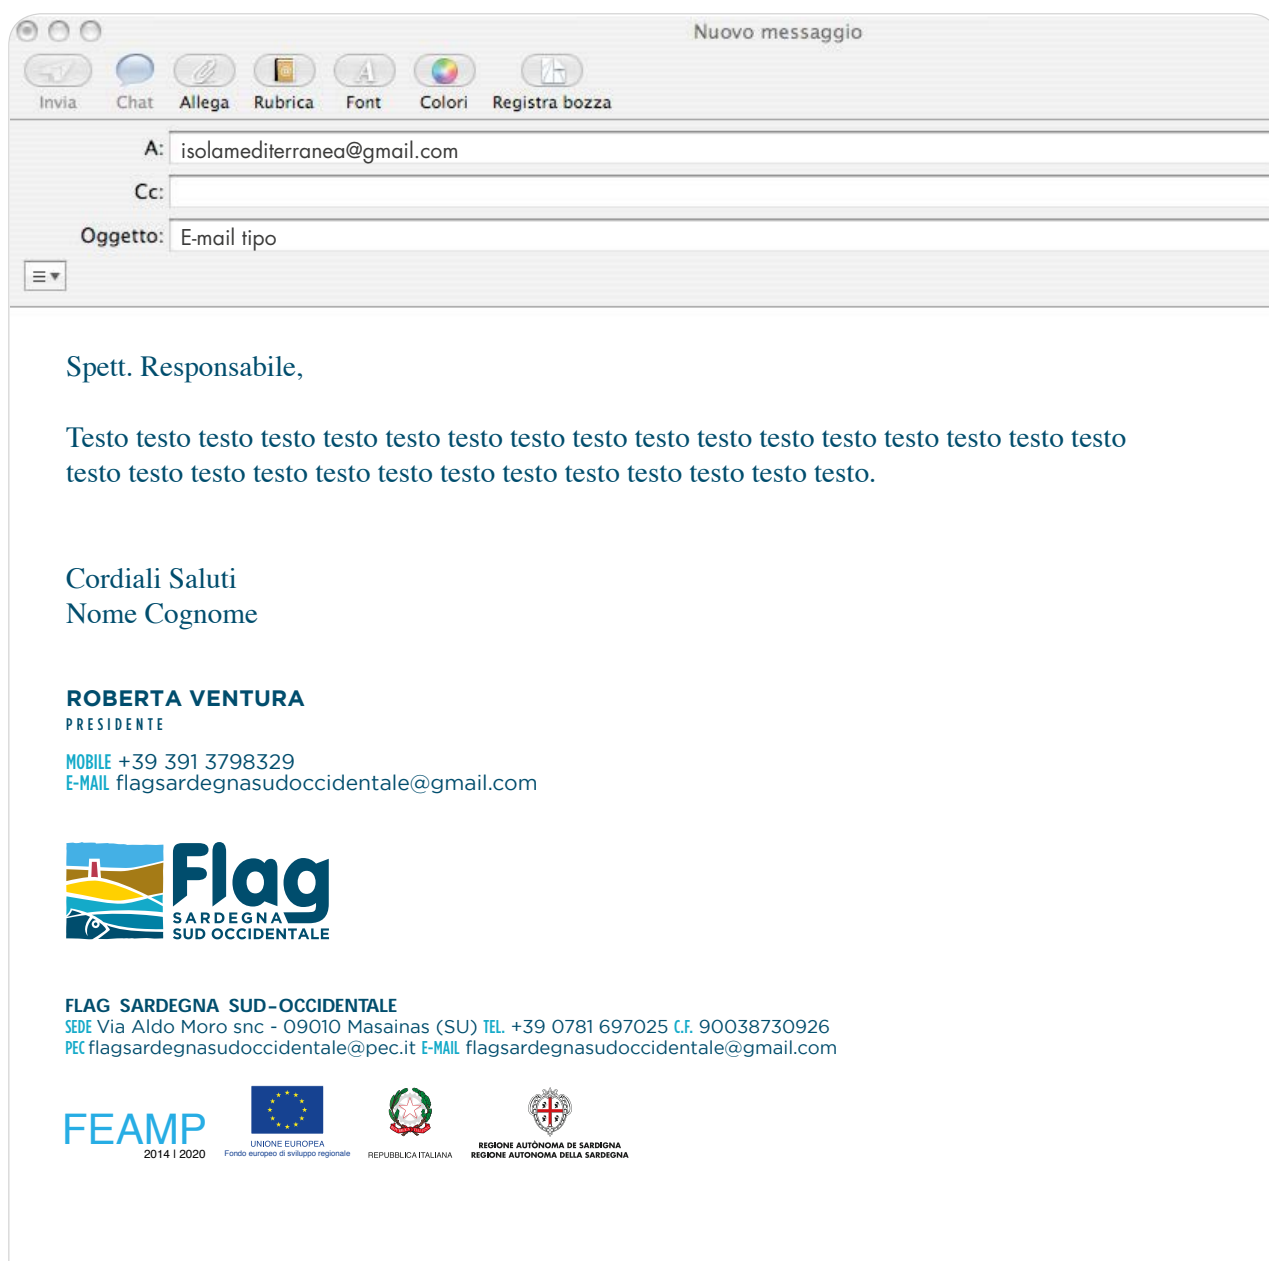 Nuovo messaggio
Invia Chat Allega Rubrica Font Colori Registra bozza
A: isolamediterranea@gmail.com
Cc:
Oggetto: E-mail tipo
Spett. Responsabile,
Testo testo testo testo testo testo testo testo testo testo testo testo testo testo testo testo testo
testo testo testo testo testo testo testo testo testo testo testo testo testo.
Cordiali Saluti
Nome Cognome
ROBERTA VENTURA
PRESIDENTE
MOBILE +39 391 3798329
E-MAIL flagsardegnasudoccidentale@gmail.com
Flag
SARDEGNA
SUD OCCIDENTALE
FLAG SARDEGNA SUD-OCCIDENTALE
SEDE Via Aldo Moro snc - 09010 Masainas (SU) TEL. +39 0781 697025 C.F. 90038730926
PEC flagsardegnasudoccidentale@pec.it E-MAIL flagsardegnasudoccidentale@gmail.com
FEAMP
2014 | 2020
UNIONE EUROPEA
Fondo europeo di sviluppo regionale
REPUBBLICA ITALIANA
REGIONE AUTÒNOMA DE SARDIGNA
REGIONE AUTONOMA DELLA SARDEGNA